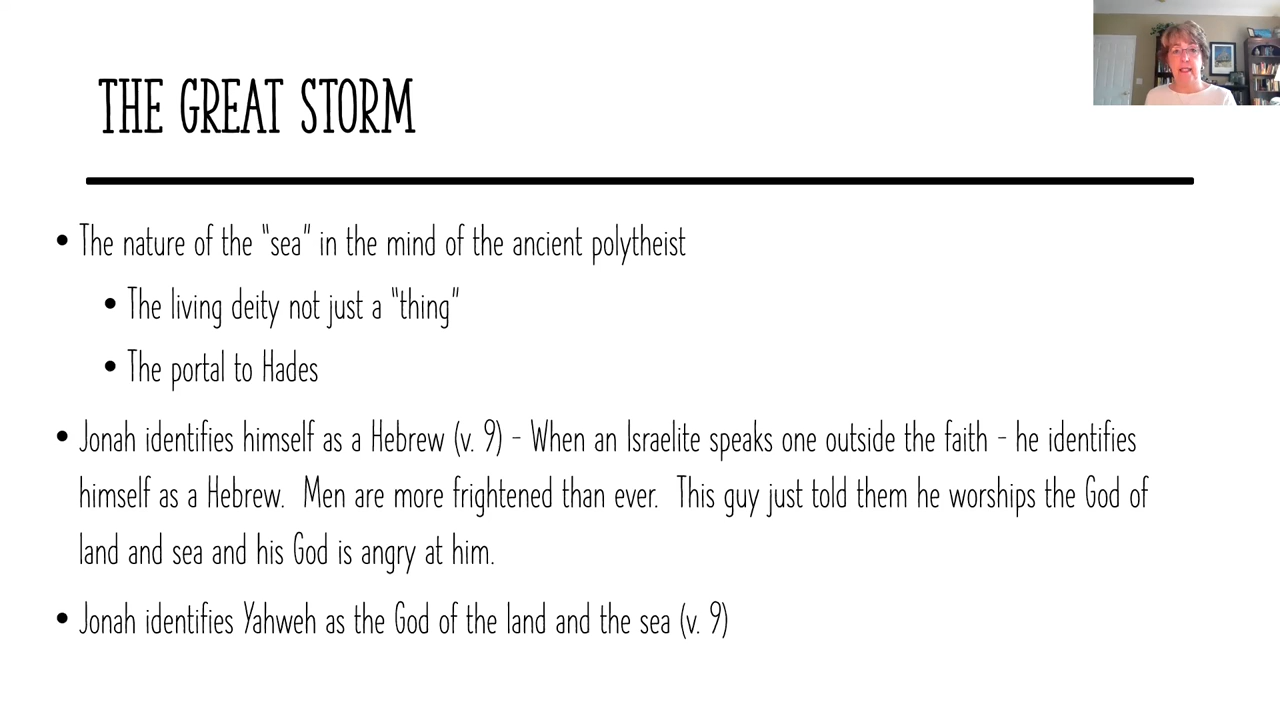 THE GREAT STORM
• The nature of the "sea" in the mind of the ancient polytheist
• The living deity not just a "thing"
• The portal to Hades
• Jonah identifies himself as a Hebrew (v. 9) - When an Israelite speaks one outside the faith - he identifies
himself as a Hebrew. Men are more frightened than ever. This guy just told them he worships the God of
land and sea and his God is angry at him.
• Jonah identifies Yahweh as the God of the land and the sea (v. 9)